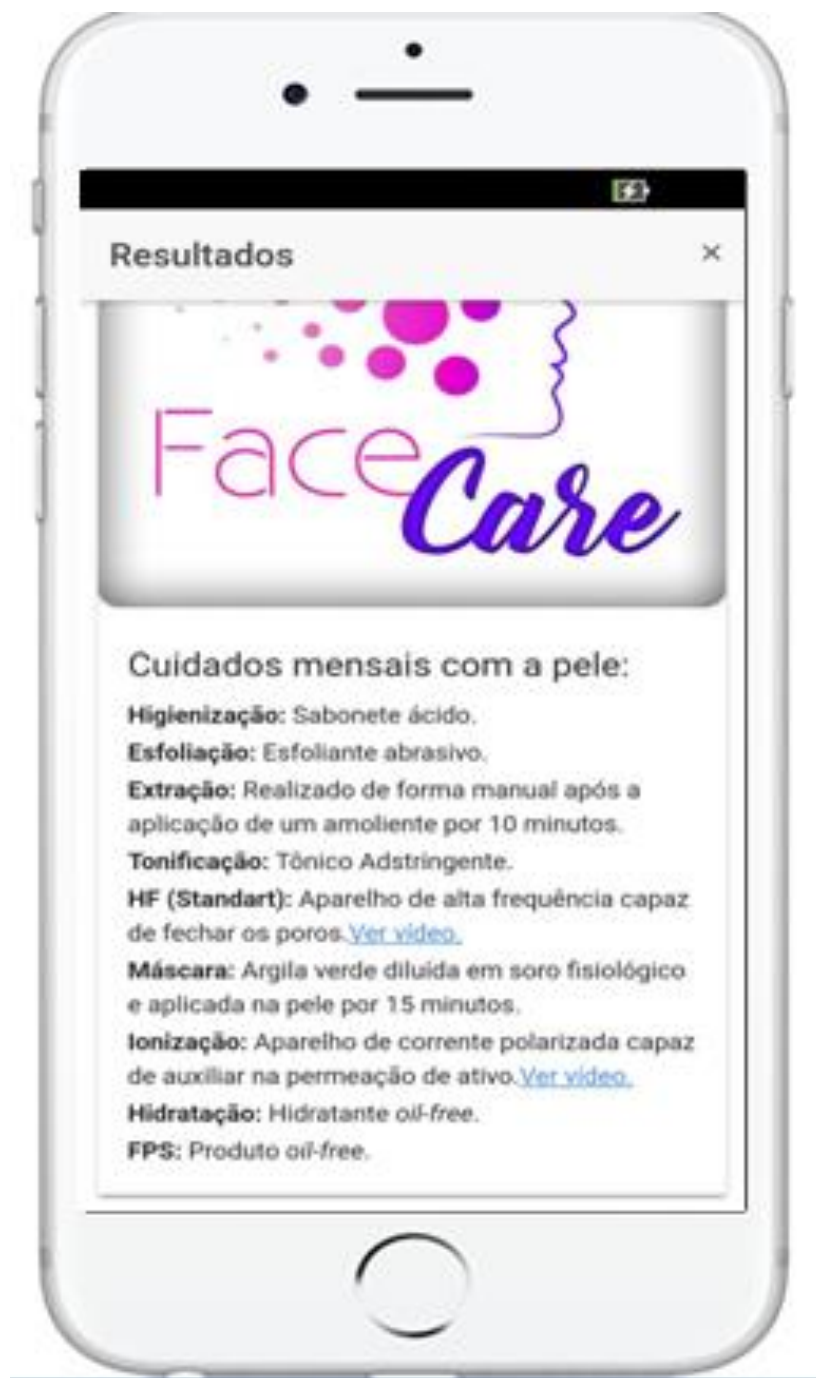 Resultados
×
Face
Care
Cuidados mensais com a pele:
Higienização: Sabonete ácido.
Esfoliação: Esfoliante abrasivo.
Extração: Realizado de forma manual após a
aplicação de um amoliente por 10 minutos.
Tonificação: Tônico Adstringente.
HF (Standart): Aparelho de alta frequência capaz
de fechar os poros.Ver vídeo.
Máscara: Argila verde diluída em soro fisiológico
e aplicada na pele por 15 minutos.
Ionização: Aparelho de corrente polarizada capaz
de auxiliar na permeação de ativo.Ver vídeo.
Hidratação: Hidratante oil-free.
FPS: Produto oil-free.